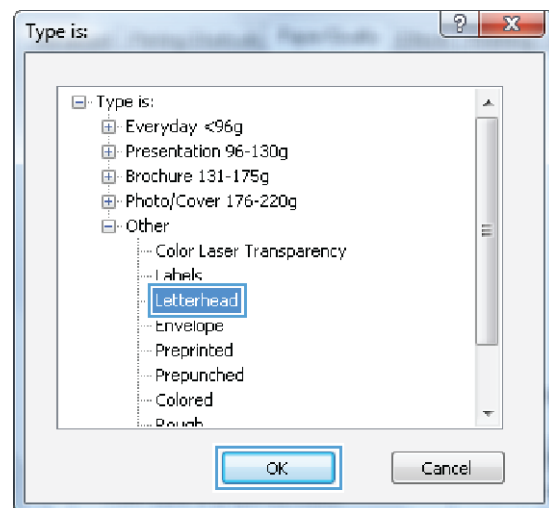 Type is:
Type is:
Everyday <96g
Presentation 96-130g
Brochure 131-175g
Photo/Cover 176-220g
Other
Color Laser Transparency
Labels
Letterhead
Envelope
Preprinted
Prepunched
Colored
Rough
OK
Cancel